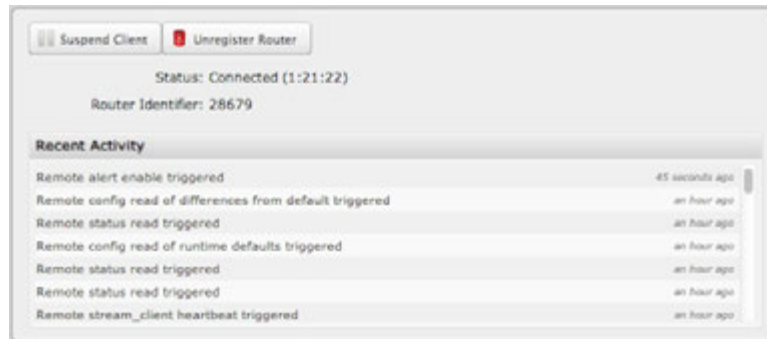 Suspend Client Unregister Router
Status: Connected (1:21:22)
Router Identifier: 28679
Recent Activity
Remote alert enable triggered 45 seconds ago
Remote config read of differences from default triggered an hour ago
Remote status read triggered an hour ago
Remote config read of runtime defaults triggered an hour ago
Remote status read triggered an hour ago
Remote status read triggered an hour ago
Remote stream_client heartbeat triggered an hour ago